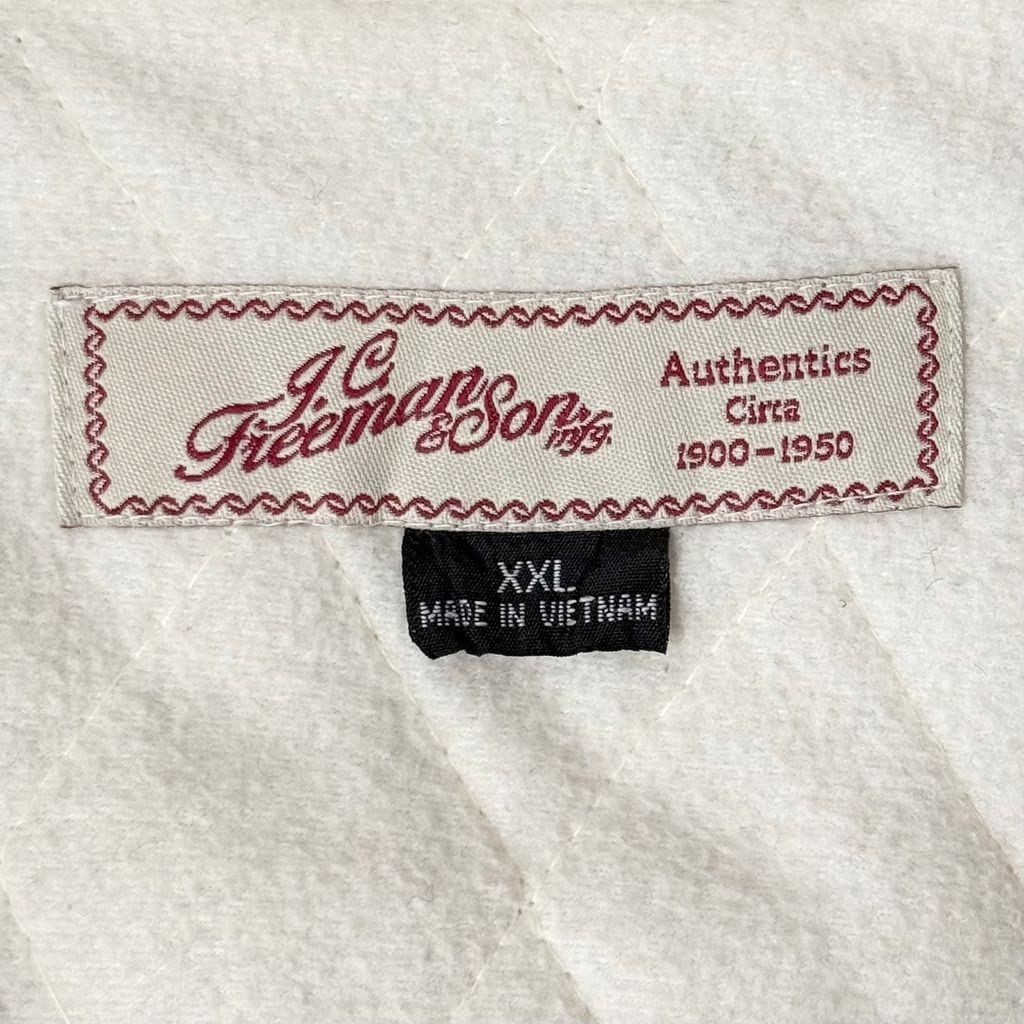 J.C.
Freeman
& Son, mfg.
Authentics
Circa
1900-1950
XXL
MADE IN VIETNAM